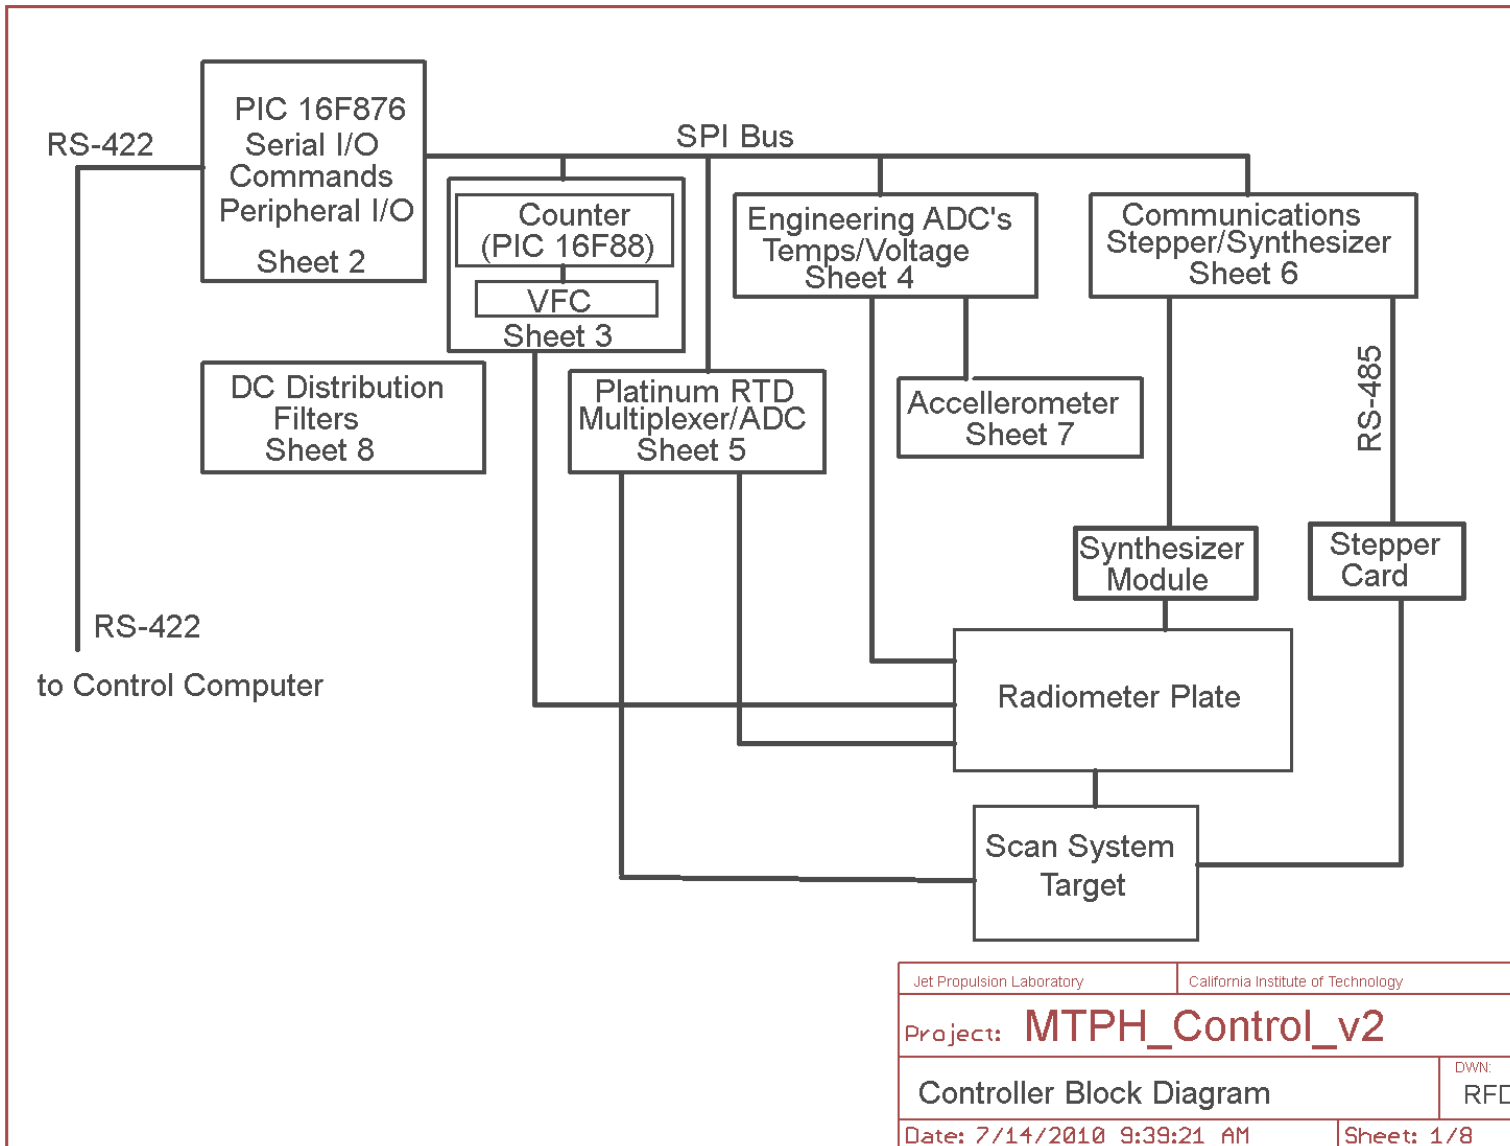 PIC 16F876
Serial I/O
Commands
Peripheral I/O
Sheet 2
RS-422
SPI Bus
Counter
(PIC 16F88)
VFC
Sheet 3
Engineering ADC's
Temps/Voltage
Sheet 4
Communications
Stepper/Synthesizer
Sheet 6
DC Distribution
Filters
Sheet 8
Platinum RTD
Multiplexer/ADC
Sheet 5
Accellerometer
Sheet 7
RS-485
Synthesizer
Module
Stepper
Card
RS-422
to Control Computer
Radiometer Plate
Scan System
Target
Jet Propulsion Laboratory
California Institute of Technology
Project: MTPH_Control_v2
Controller Block Diagram
DWN:
RFD
Date: 7/14/2010 9:39:21 AM
Sheet: 1/8